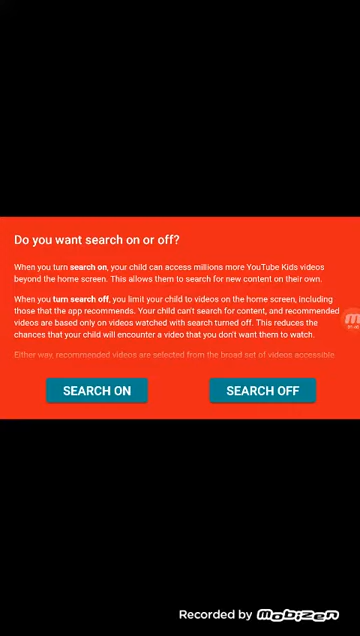 Do you want search on or off?
When you turn search on, your child can access millions more YouTube Kids videos
beyond the home screen. This allows them to search for new content on their own.
When you turn search off, you limit your child to videos on the home screen, including
those that the app recommends. Your child can't search for content, and recommended
videos are based only on videos watched with search turned off. This reduces the
chances that your child will encounter a video that you don't want them to watch.
Either way, recommended videos are selected from the broad set of videos accessible
SEARCH ON
SEARCH OFF
Recorded by mobizen